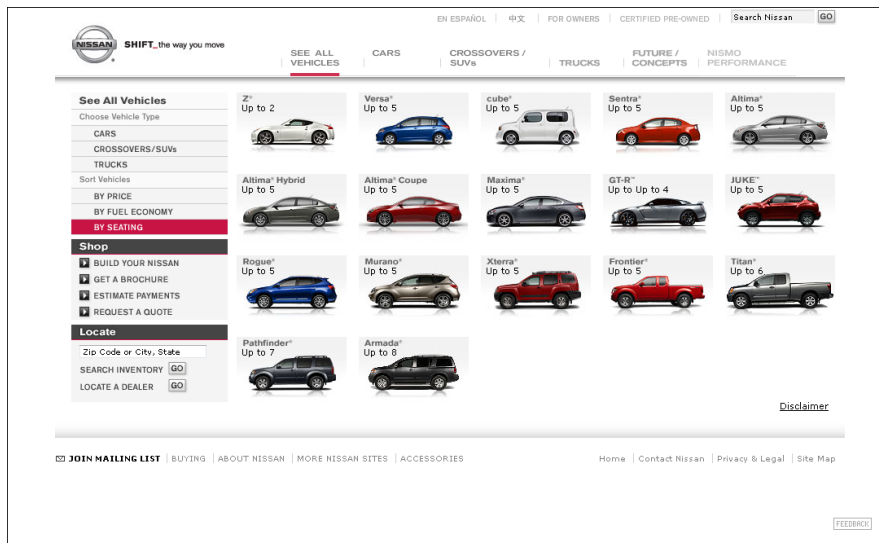 EN ESPAÑOL
中文
FOR OWNERS
CERTIFIED PRE-OWNED
Search Nissan
GO
NISSAN
SHIFT_the way you move
SEE ALL
VEHICLES
CARS
CROSSOVERS /
SUVs
TRUCKS
FUTURE /
CONCEPTS
NISMO
PERFORMANCE
See All Vehicles
Choose Vehicle Type
CARS
CROSSOVERS/SUVs
TRUCKS
Sort Vehicles
BY PRICE
BY FUEL ECONOMY
BY SEATING
Shop
BUILD YOUR NISSAN
GET A BROCHURE
ESTIMATE PAYMENTS
REQUEST A QUOTE
Locate
Zip Code or City, State
SEARCH INVENTORY GO
LOCATE A DEALER GO
Z®
Up to 2
Versa®
Up to 5
cube®
Up to 5
Sentra®
Up to 5
Altima®
Up to 5
Altima® Hybrid
Up to 5
Altima® Coupe
Up to 5
Maxima®
Up to 5
GT-R™
Up to Up to 4
JUKE™
Up to 5
Rogue®
Up to 5
Murano®
Up to 5
Xterra®
Up to 5
Frontier®
Up to 5
Titan®
Up to 6
Pathfinder®
Up to 7
Armada®
Up to 8
Disclaimer
JOIN MAILING LIST
BUYING
ABOUT NISSAN
MORE NISSAN SITES
ACCESSORIES
Home
Contact Nissan
Privacy & Legal
Site Map
FEEDBACK